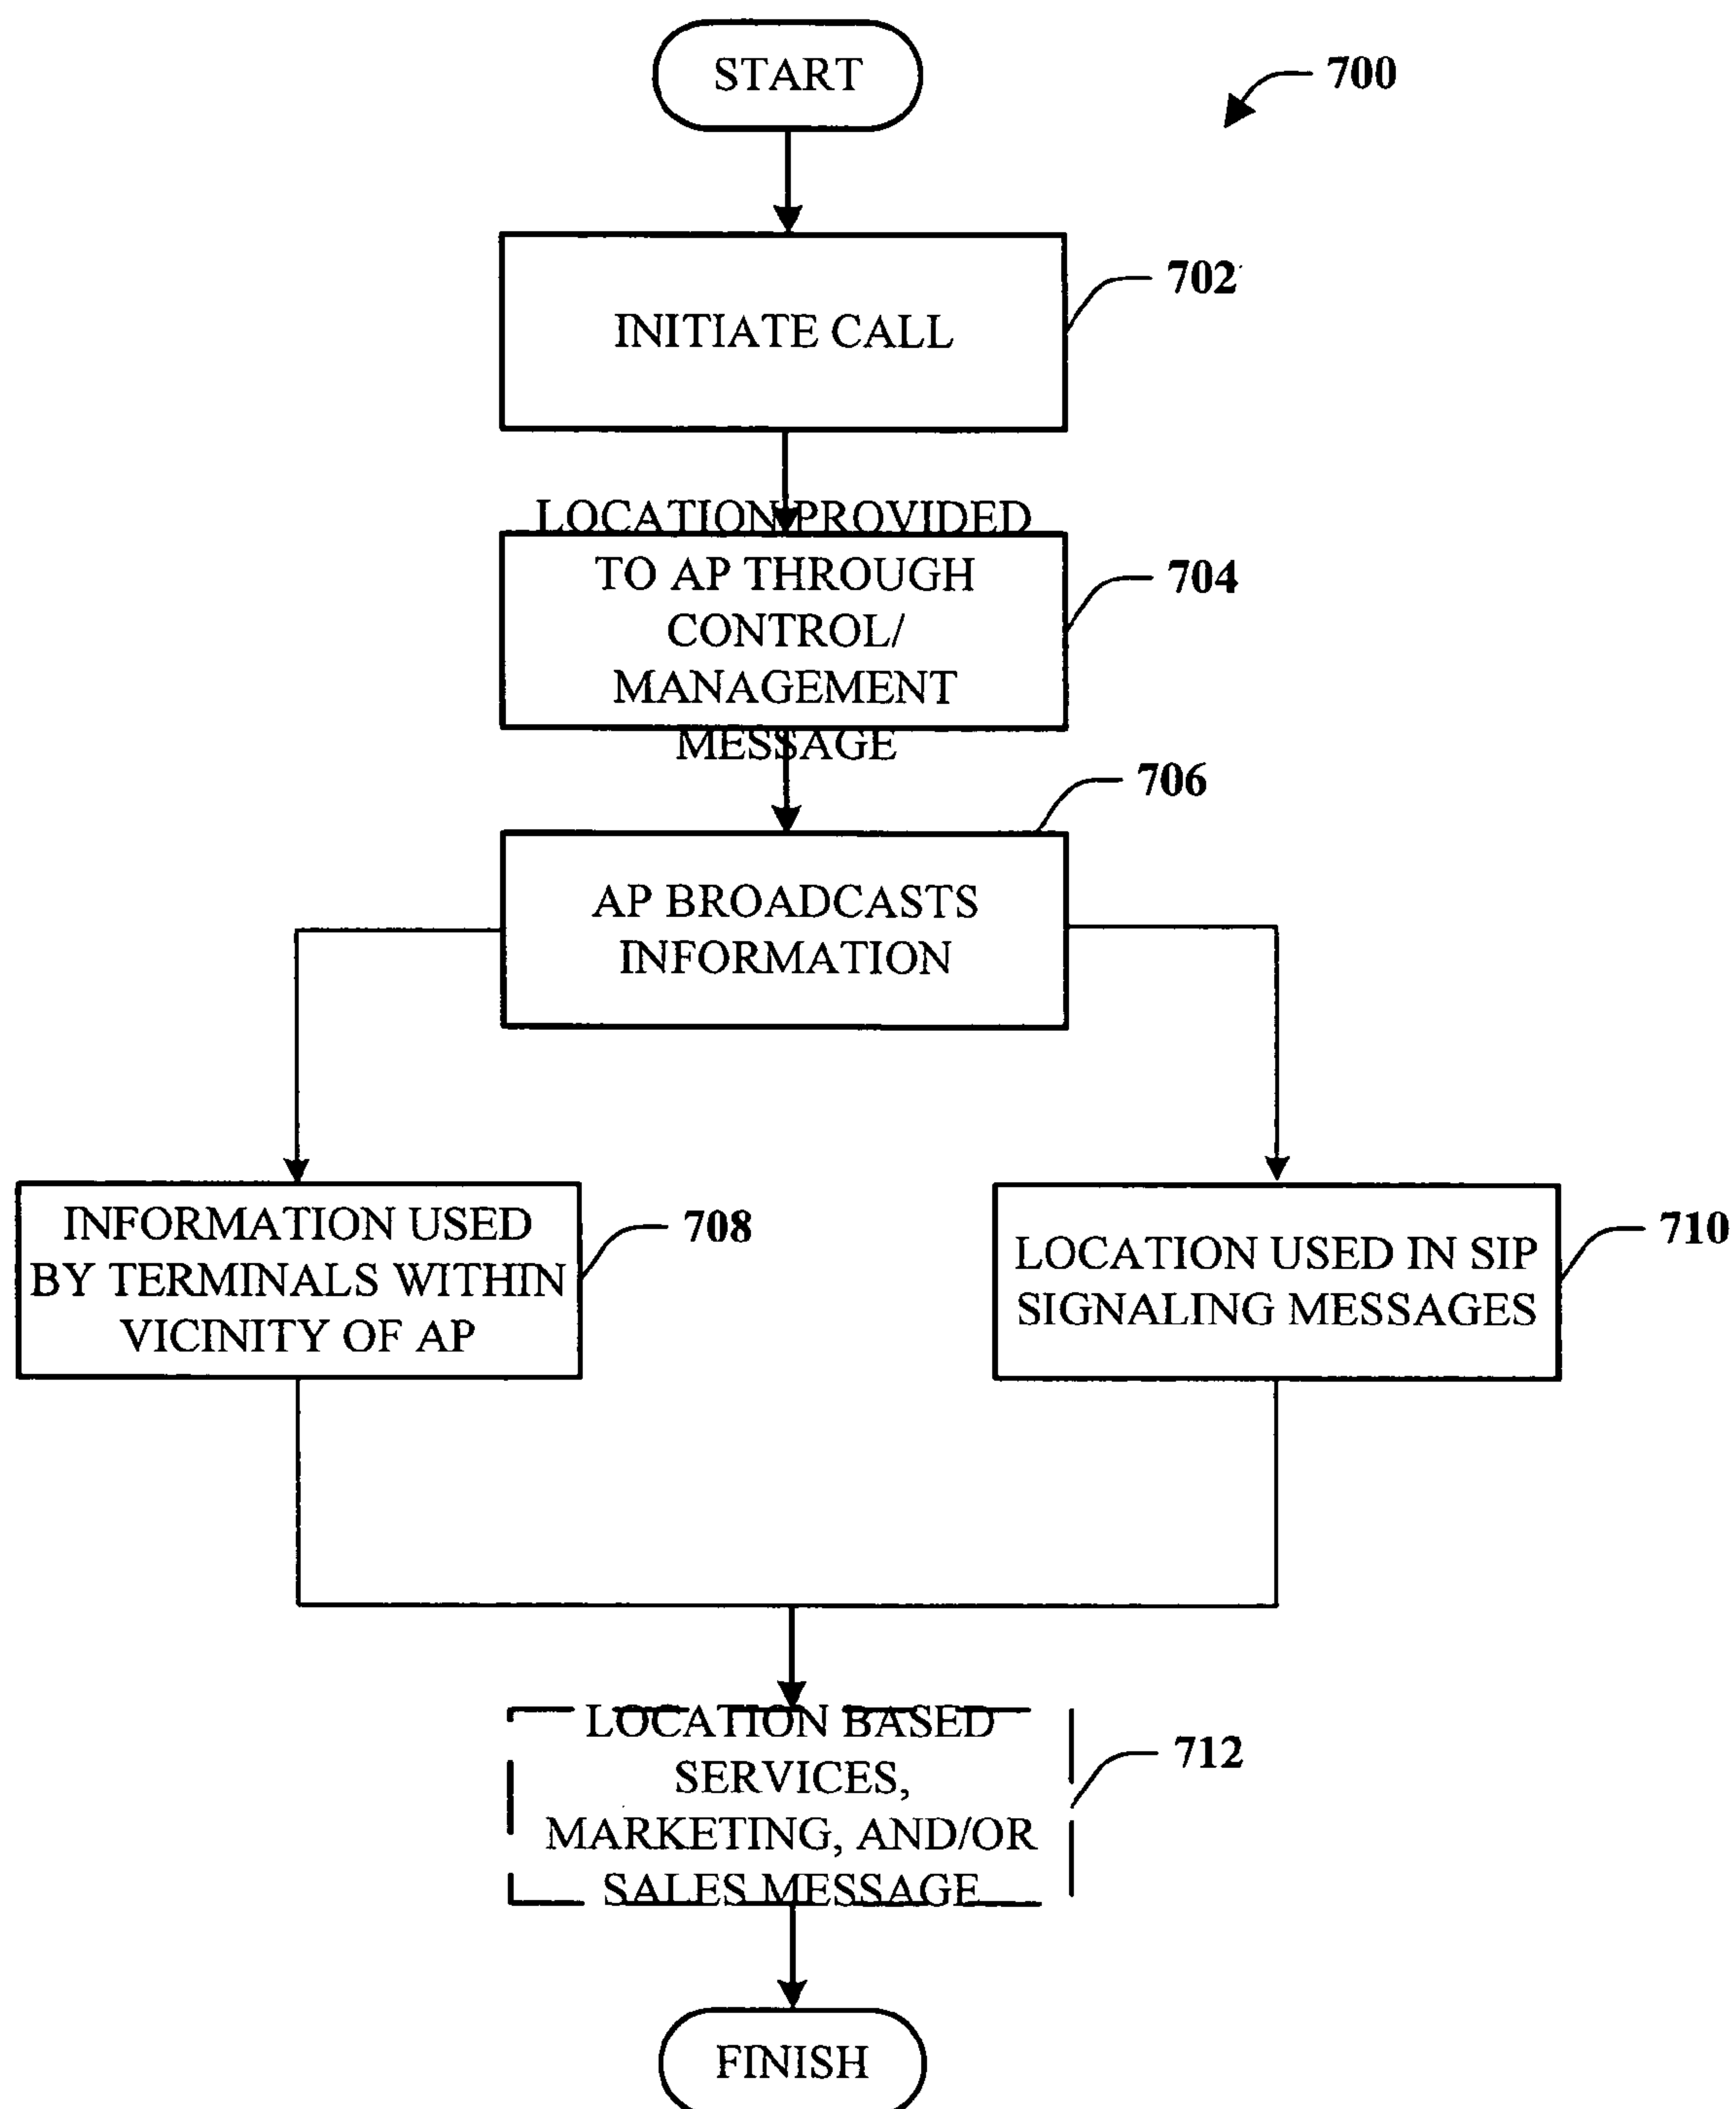 START
700
INITIATE CALL
702
LOCATION PROVIDED
TO AP THROUGH
CONTROL/
MANAGEMENT
MESSAGE
704
706
AP BROADCASTS
INFORMATION
INFORMATION USED
BY TERMINALS WITHIN
VICINITY OF AP
708
LOCATION USED IN SIP
SIGNALING MESSAGES
710
LOCATION BASED
SERVICES,
MARKETING, AND/OR
SALES MESSAGE
712
FINISH